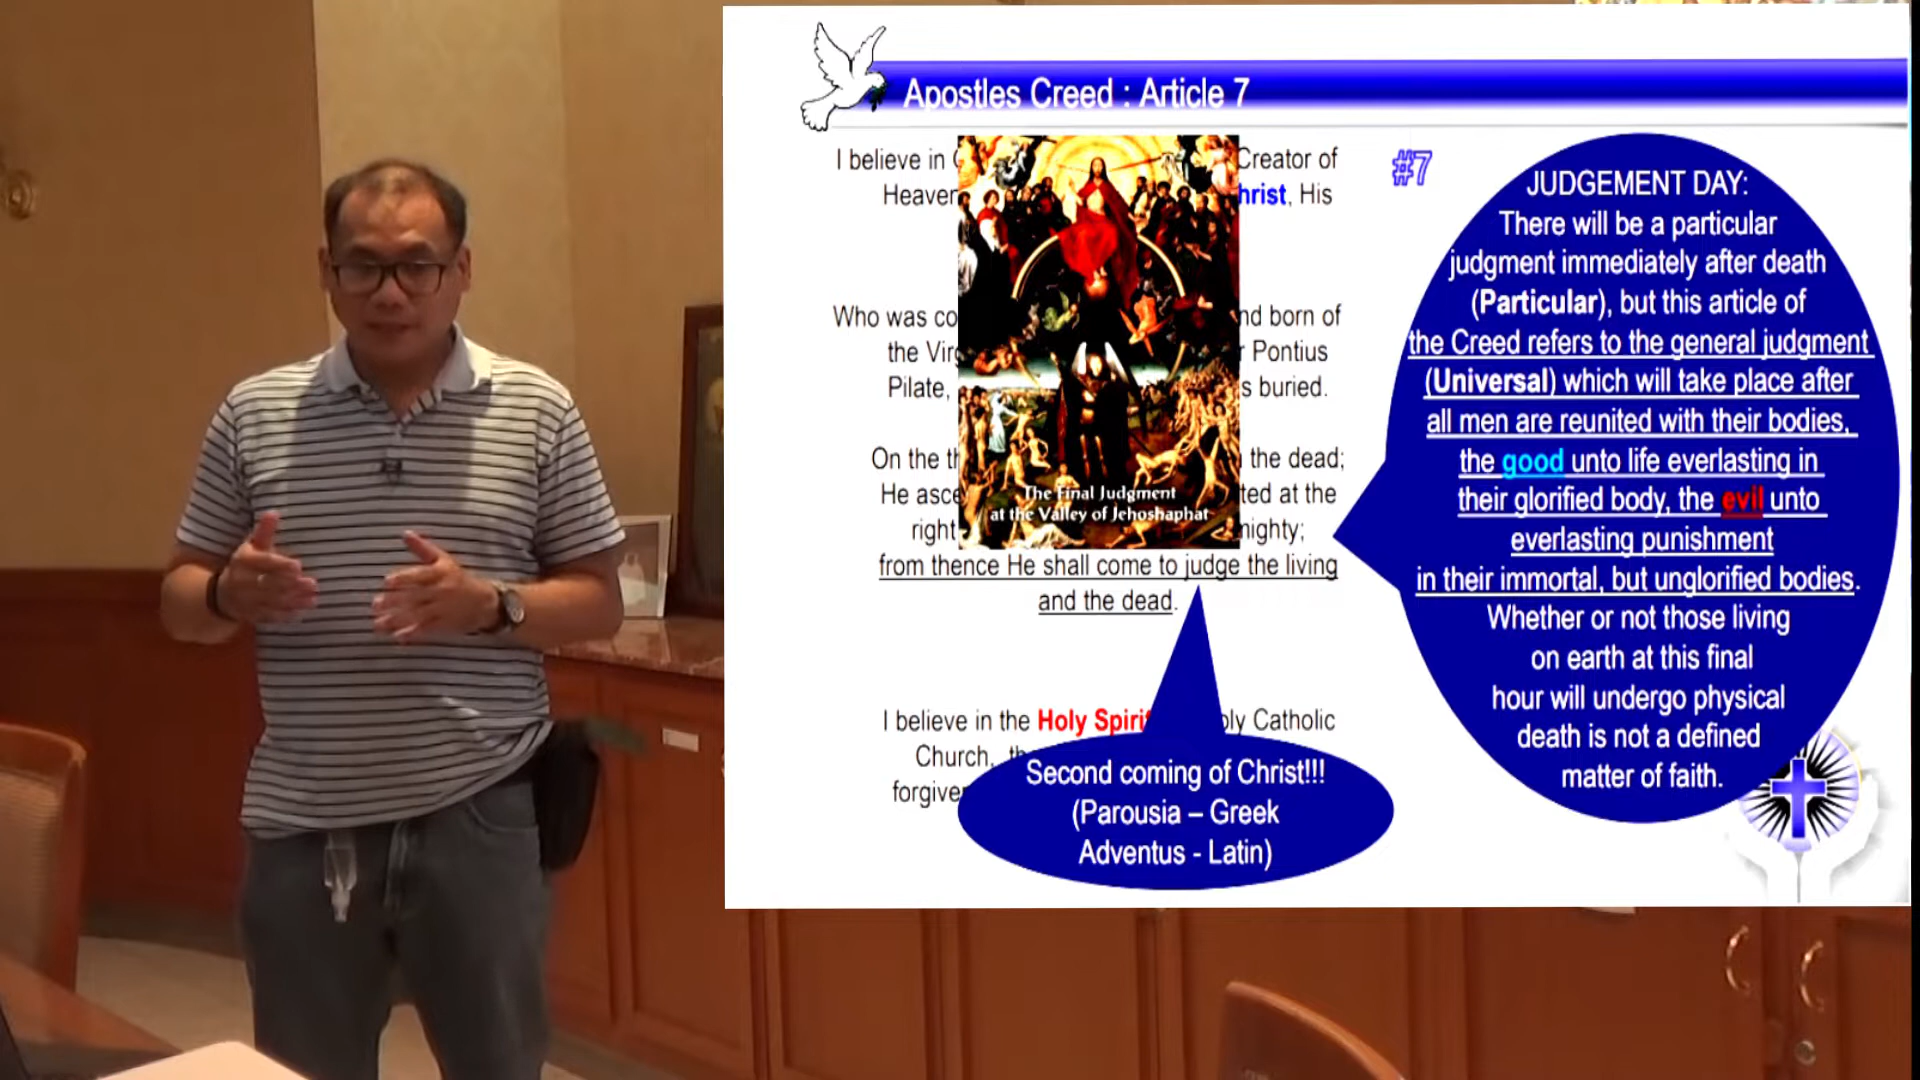 Apostles Creed : Article 7
I believe in
Creator of
Heaven
hrist, His
Who was co
nd born of
the Vir
Pontius
Pilate,
s buried.
On the th
the dead;
He asce
ted at the
right
mighty;
from thence He shall come to judge the living
and the dead.
I believe in the Holy Spirit
ly Catholic
Church,
forgive
The Final Judgment
at the Valley of Jehoshaphat
#7
JUDGEMENT DAY:
There will be a particular
judgment immediately after death
(Particular), but this article of
the Creed refers to the general judgment
(Universal) which will take place after
all men are reunited with their bodies,
the good unto life everlasting in
their glorified body, the evil unto
everlasting punishment
in their immortal, but unglorified bodies.
Whether or not those living
on earth at this final
hour will undergo physical
death is not a defined
matter of faith.
Second coming of Christ!!!
(Parousia – Greek
Adventus - Latin)